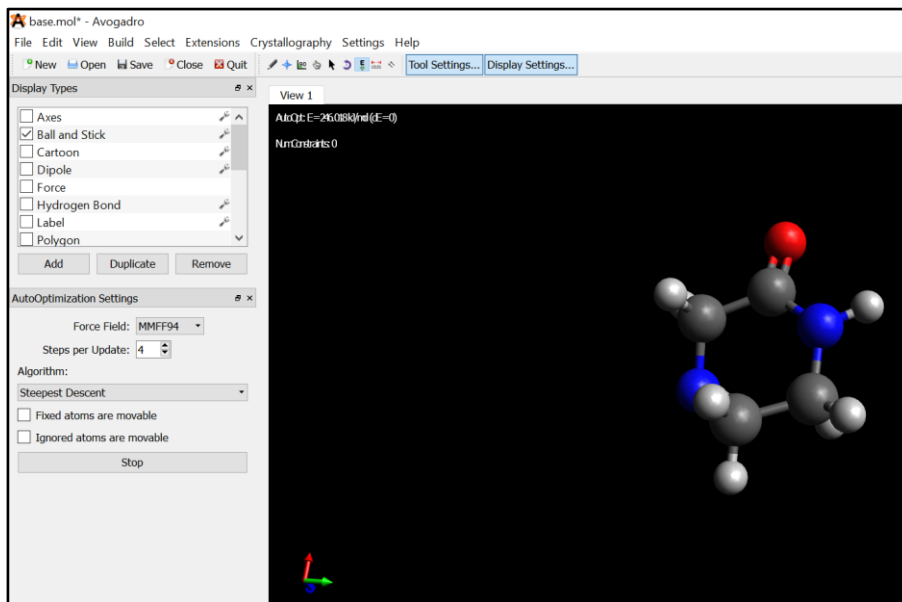 base.mol* - Avogadro
File Edit View Build Select Extensions Crystallography Settings Help
New Open Save Close Quit Tool Settings... Display Settings...
Display Types
Axes
Ball and Stick
Cartoon
Dipole
Force
Hydrogen Bond
Label
Polygon
Add Duplicate Remove
AutoOptimization Settings
Force Field: MMFF94
Steps per Update: 4
Algorithm:
Steepest Descent
Fixed atoms are movable
Ignored atoms are movable
Stop
View 1
Num Constraints: 0